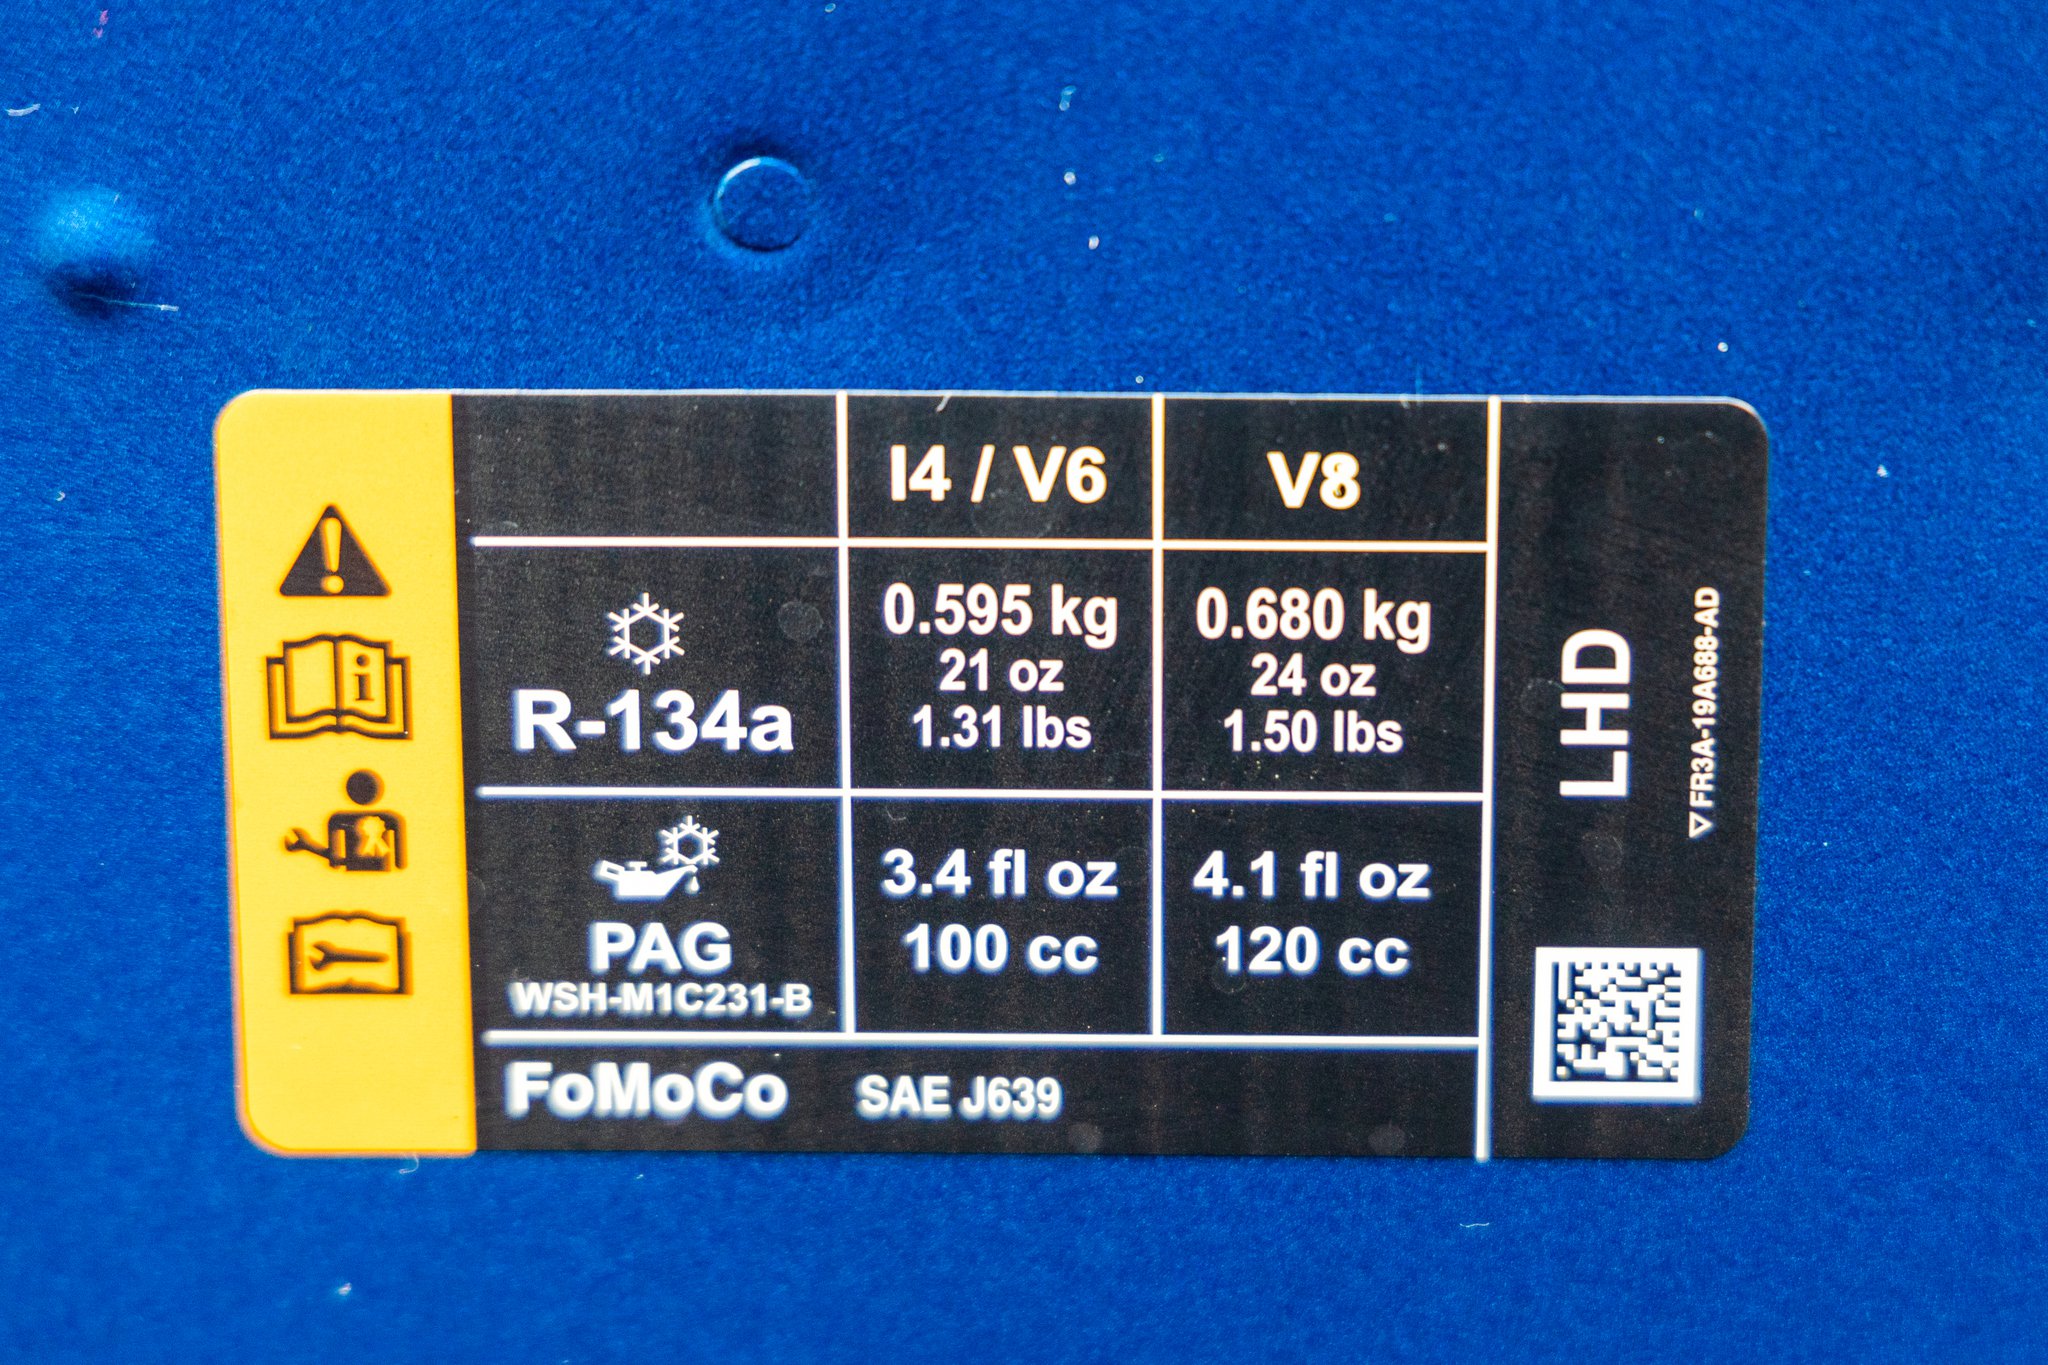 I4 / V6
V8
R-134a
0.595 kg
21 oz
1.31 lbs
0.680 kg
24 oz
1.50 lbs
PAG
WSH-M1C231-B
3.4 fl oz
100 cc
4.1 fl oz
120 cc
FoMoCo
SAE J639
LHD
FR3A-19A688-AD